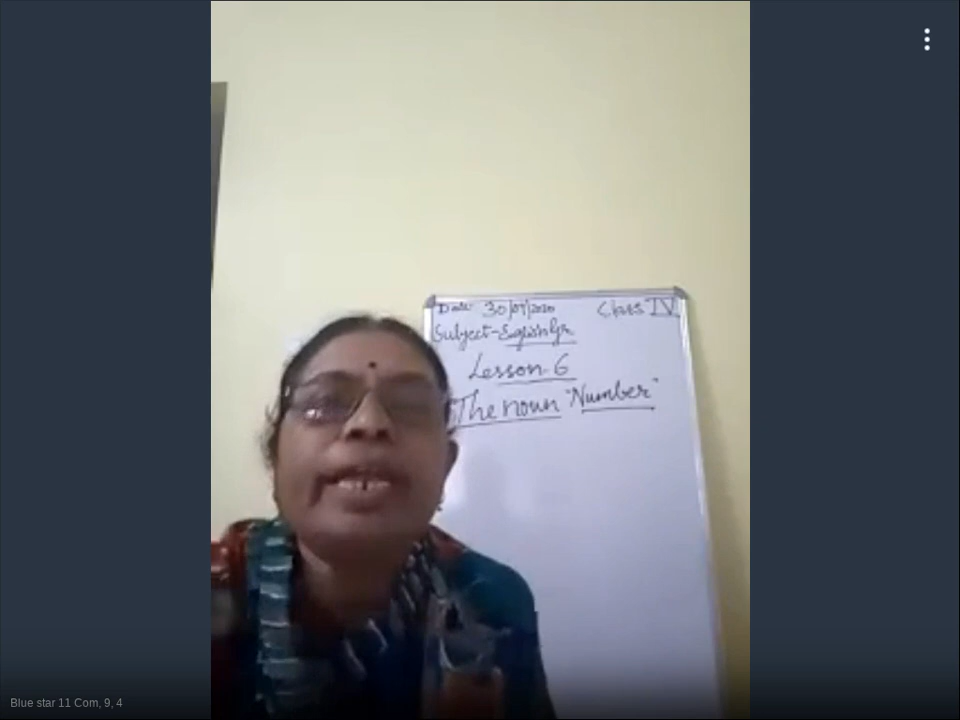 Date: 30/07/2020 Class IV
Subject-English Gr
Lesson 6
The noun "Number"
Blue star 11 Com, 9, 4